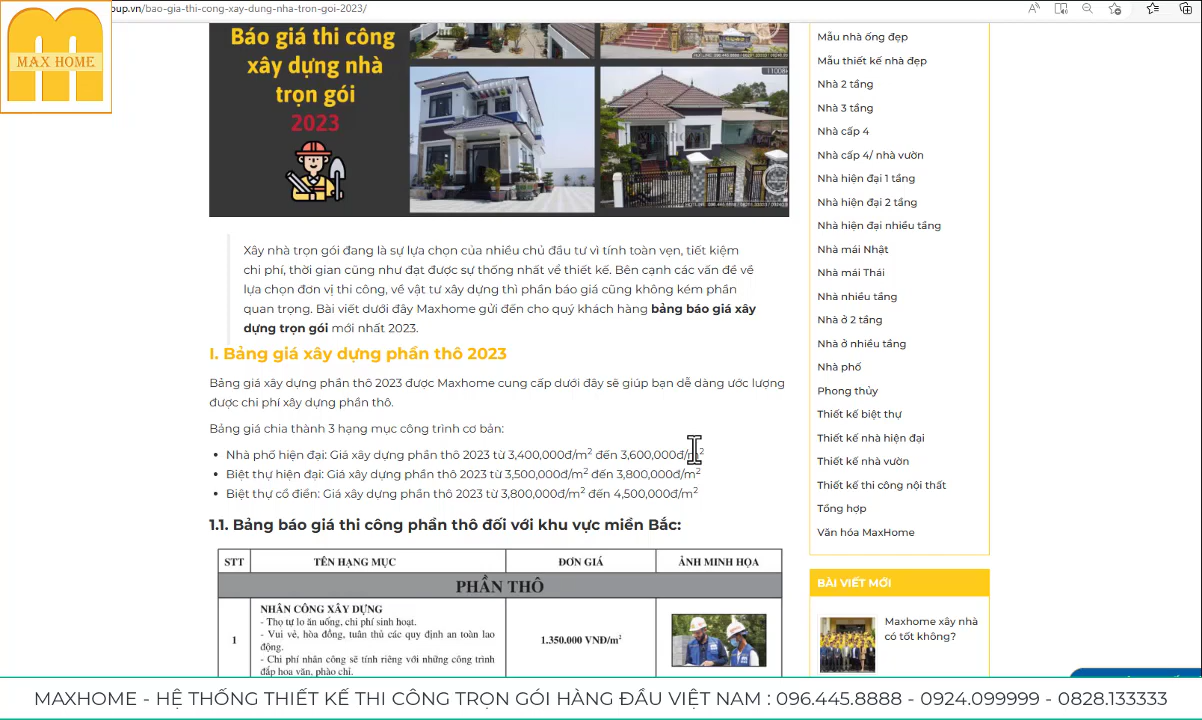 oup.vn/bao-gia-thi-cong-xay-dung-nha-tron-goi-2023/
MAX HOME
Báo giá thi công
xây dựng nhà
trọn gói
2023
Xây nhà trọn gói đang là sự lựa chọn của nhiều chủ đầu tư vì tính toàn vẹn, tiết kiệm
chi phí, thời gian cũng như đạt được sự thống nhất về thiết kế. Bên cạnh các vấn đề về
lựa chọn đơn vị thi công, về vật tư xây dựng thì phần báo giá cũng không kém phần
quan trọng. Bài viết dưới đây Maxhome gửi đến cho quý khách hàng bảng báo giá xây
dựng trọn gói mới nhất 2023.
I. Bảng giá xây dựng phần thô 2023
Bảng giá xây dựng phần thô 2023 được Maxhome cung cấp dưới đây sẽ giúp bạn dễ dàng ước lượng
được chi phí xây dựng phần thô.
Bảng giá chia thành 3 hạng mục công trình cơ bản:
• Nhà phố hiện đại: Giá xây dựng phần thô 2023 từ 3,400,000đ/m² đến 3,600,000đ/m²
• Biệt thự hiện đại: Giá xây dựng phần thô 2023 từ 3,500,000đ/m² đến 3,800,000đ/m²
• Biệt thự cổ điển: Giá xây dựng phần thô 2023 từ 3,800,000đ/m² đến 4,500,000đ/m²
1.1. Bảng báo giá thi công phần thô đối với khu vực miền Bắc:
STT TÊN HẠNG MỤC ĐƠN GIÁ ẢNH MINH HỌA
PHẦN THÔ
NHÂN CÔNG XÂY DỰNG
- Thợ tự lo ăn uống, chi phí sinh hoạt.
- Vui vẻ, hòa đồng, tuân thủ các quy định an toàn lao
động.
1 1.350.000 VNĐ/m²
- Chi phí nhân công sẽ tính riêng với những công trình
đắp hoa văn, phào chỉ.
Mẫu nhà ống đẹp
Mẫu thiết kế nhà đẹp
Nhà 2 tầng
Nhà 3 tầng
Nhà cấp 4
Nhà cấp 4/ nhà vườn
Nhà hiện đại 1 tầng
Nhà hiện đại 2 tầng
Nhà hiện đại nhiều tầng
Nhà mái Nhật
Nhà mái Thái
Nhà nhiều tầng
Nhà ở 2 tầng
Nhà ở nhiều tầng
Nhà phố
Phong thủy
Thiết kế biệt thự
Thiết kế nhà hiện đại
Thiết kế nhà vườn
Thiết kế thi công nội thất
Tổng hợp
Văn hóa MaxHome
BÀI VIẾT MỚI
Maxhome xây nhà
có tốt không?
MAXHOME - HỆ THỐNG THIẾT KẾ THI CÔNG TRỌN GÓI HÀNG ĐẦU VIỆT NAM : 096.445.8888 - 0924.099999 - 0828.133333